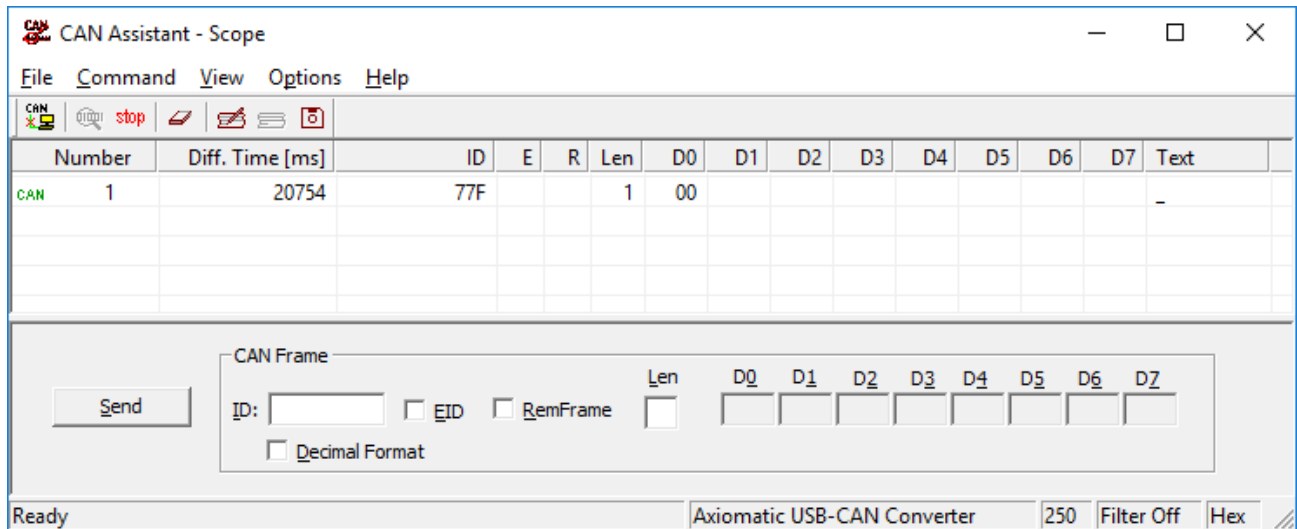 CAN Assistant - Scope
File Command View Options Help
CAN stop
Number Diff. Time [ms] ID E R Len D0 D1 D2 D3 D4 D5 D6 D7 Text
CAN 1 20754 77F 1 00 _
CAN Frame
Len D0 D1 D2 D3 D4 D5 D6 D7
Send ID: EID RemFrame
Decimal Format
Ready Axiomatic USB-CAN Converter 250 Filter Off Hex